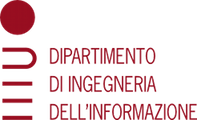 DIPARTIMENTO
DI INGEGNERIA
DELL'INFORMAZIONE